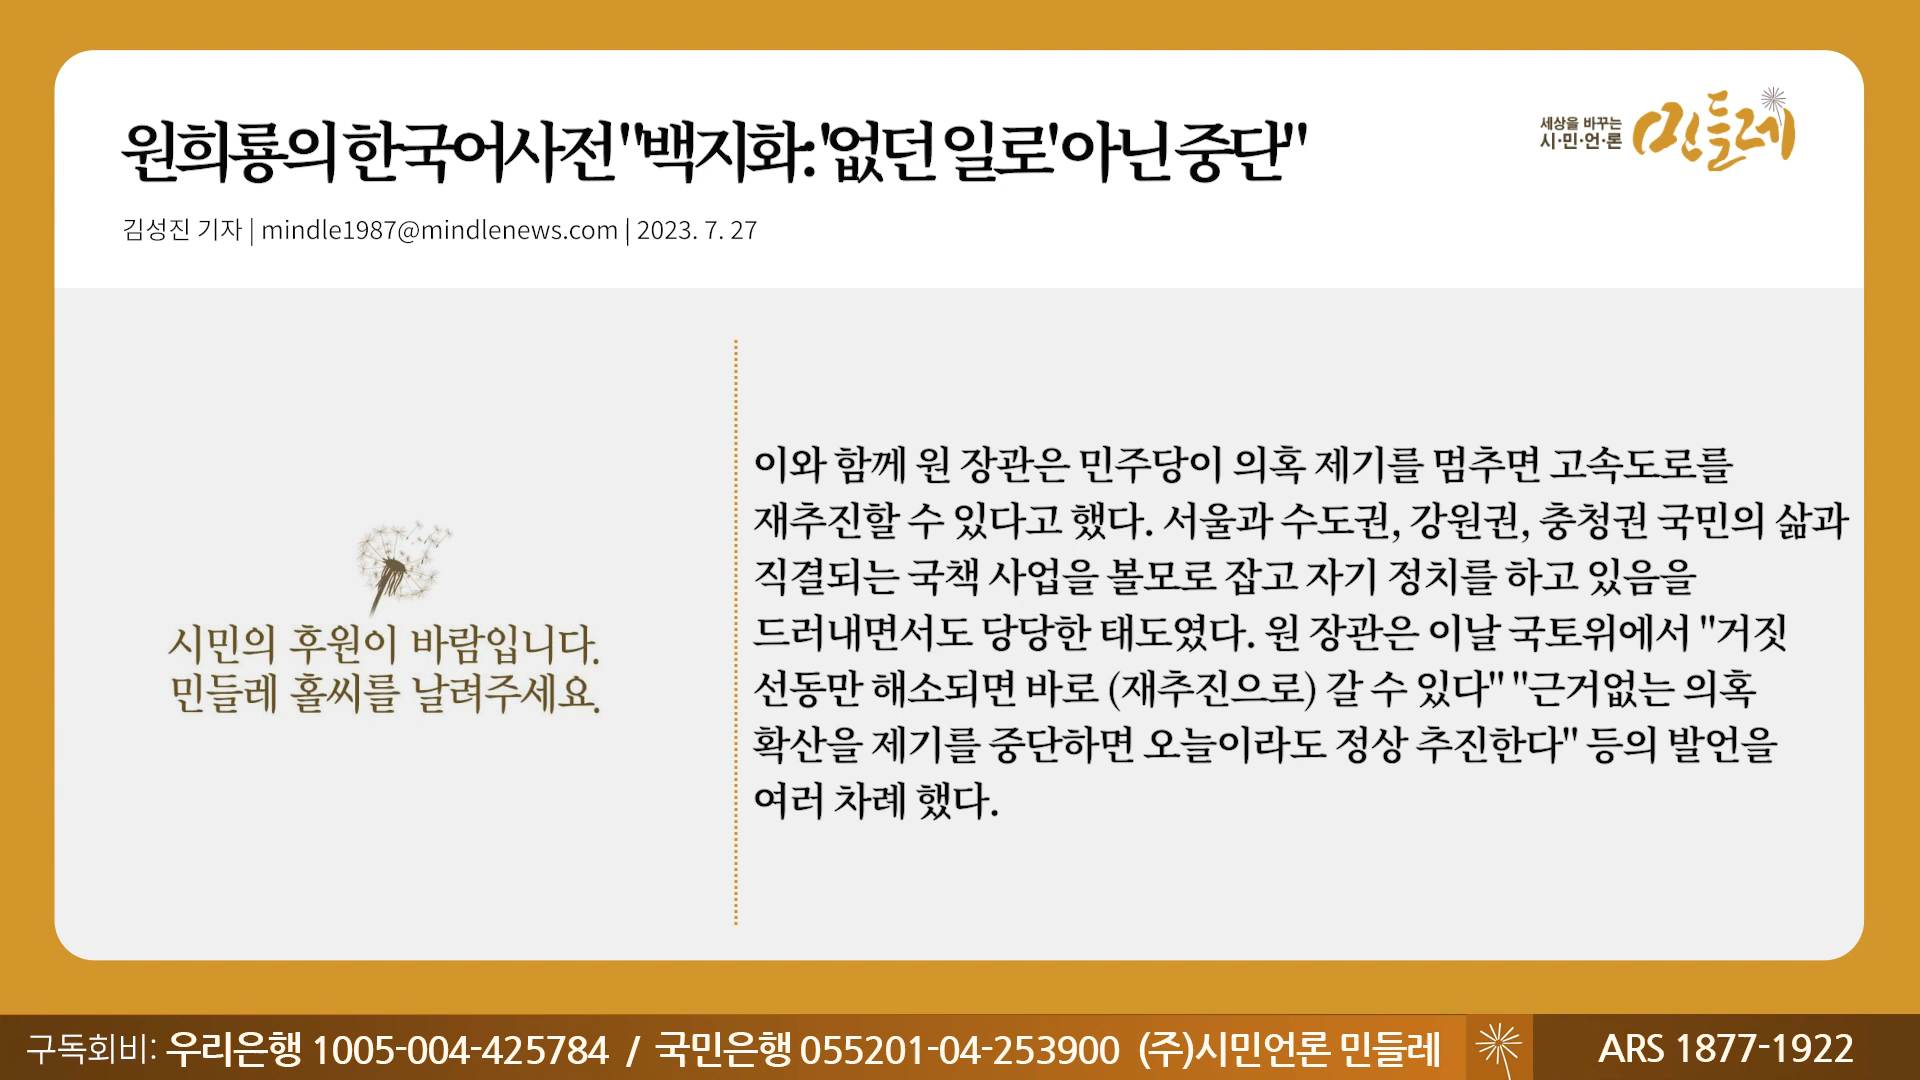 원희룡의 한국어사전 "백지화: '없던 일로' 아닌 중단"
세상을 바꾸는
시·민·언·론
민들레
김성진 기자 | mindle1987@mindlenews.com | 2023. 7. 27
시민의 후원이 바람입니다.
민들레 홀씨를 날려주세요.
이와 함께 원 장관은 민주당이 의혹 제기를 멈추면 고속도로를
재추진할 수 있다고 했다. 서울과 수도권, 강원권, 충청권 국민의 삶과
직결되는 국책 사업을 볼모로 잡고 자기 정치를 하고 있음을
드러내면서도 당당한 태도였다. 원 장관은 이날 국토위에서 "거짓
선동만 해소되면 바로 (재추진으로) 갈 수 있다" "근거없는 의혹
확산을 제기를 중단하면 오늘이라도 정상 추진한다" 등의 발언을
여러 차례 했다.
구독회비: 우리은행 1005-004-425784 / 국민은행 055201-04-253900 (주)시민언론 민들레
ARS 1877-1922